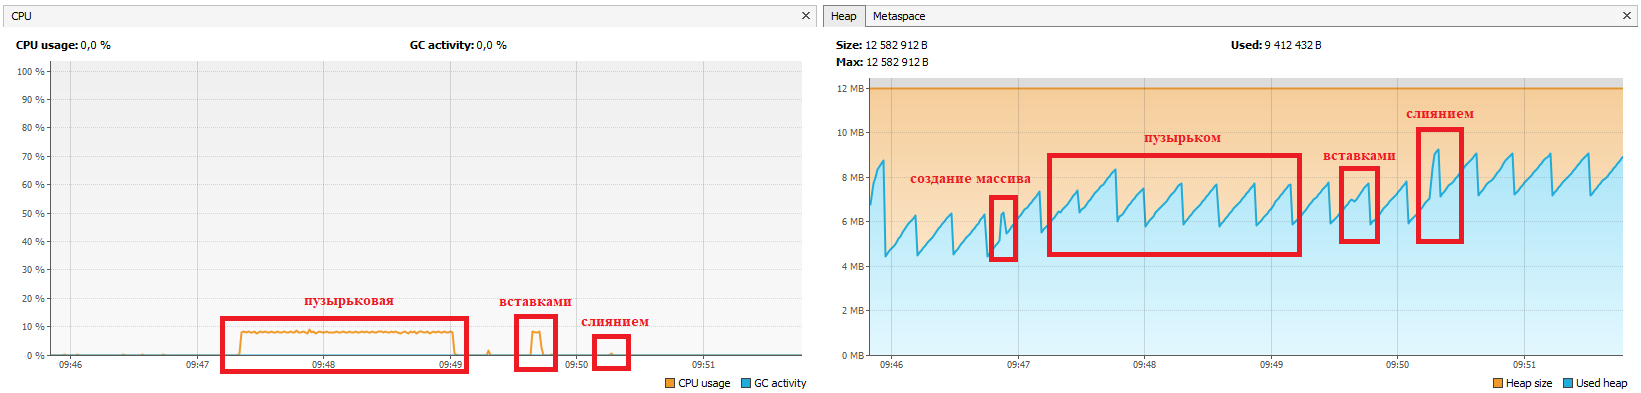 CPU
CPU usage: 0,0 %
GC activity: 0,0 %
100 %
90 %
80 %
70 %
60 %
50 %
40 %
30 %
20 %
10 %
0 %
пузырьковая
вставками
слиянием
09:46
09:47
09:48
09:49
09:50
09:51
CPU usage
GC activity
Heap
Metaspace
Size: 12 582 912 B
Used: 9 412 432 B
Max: 12 582 912 B
12 MB
10 MB
8 MB
6 MB
4 MB
2 MB
0 MB
создание массива
пузырьком
вставками
слиянием
09:46
09:47
09:48
09:49
09:50
09:51
Heap size
Used heap